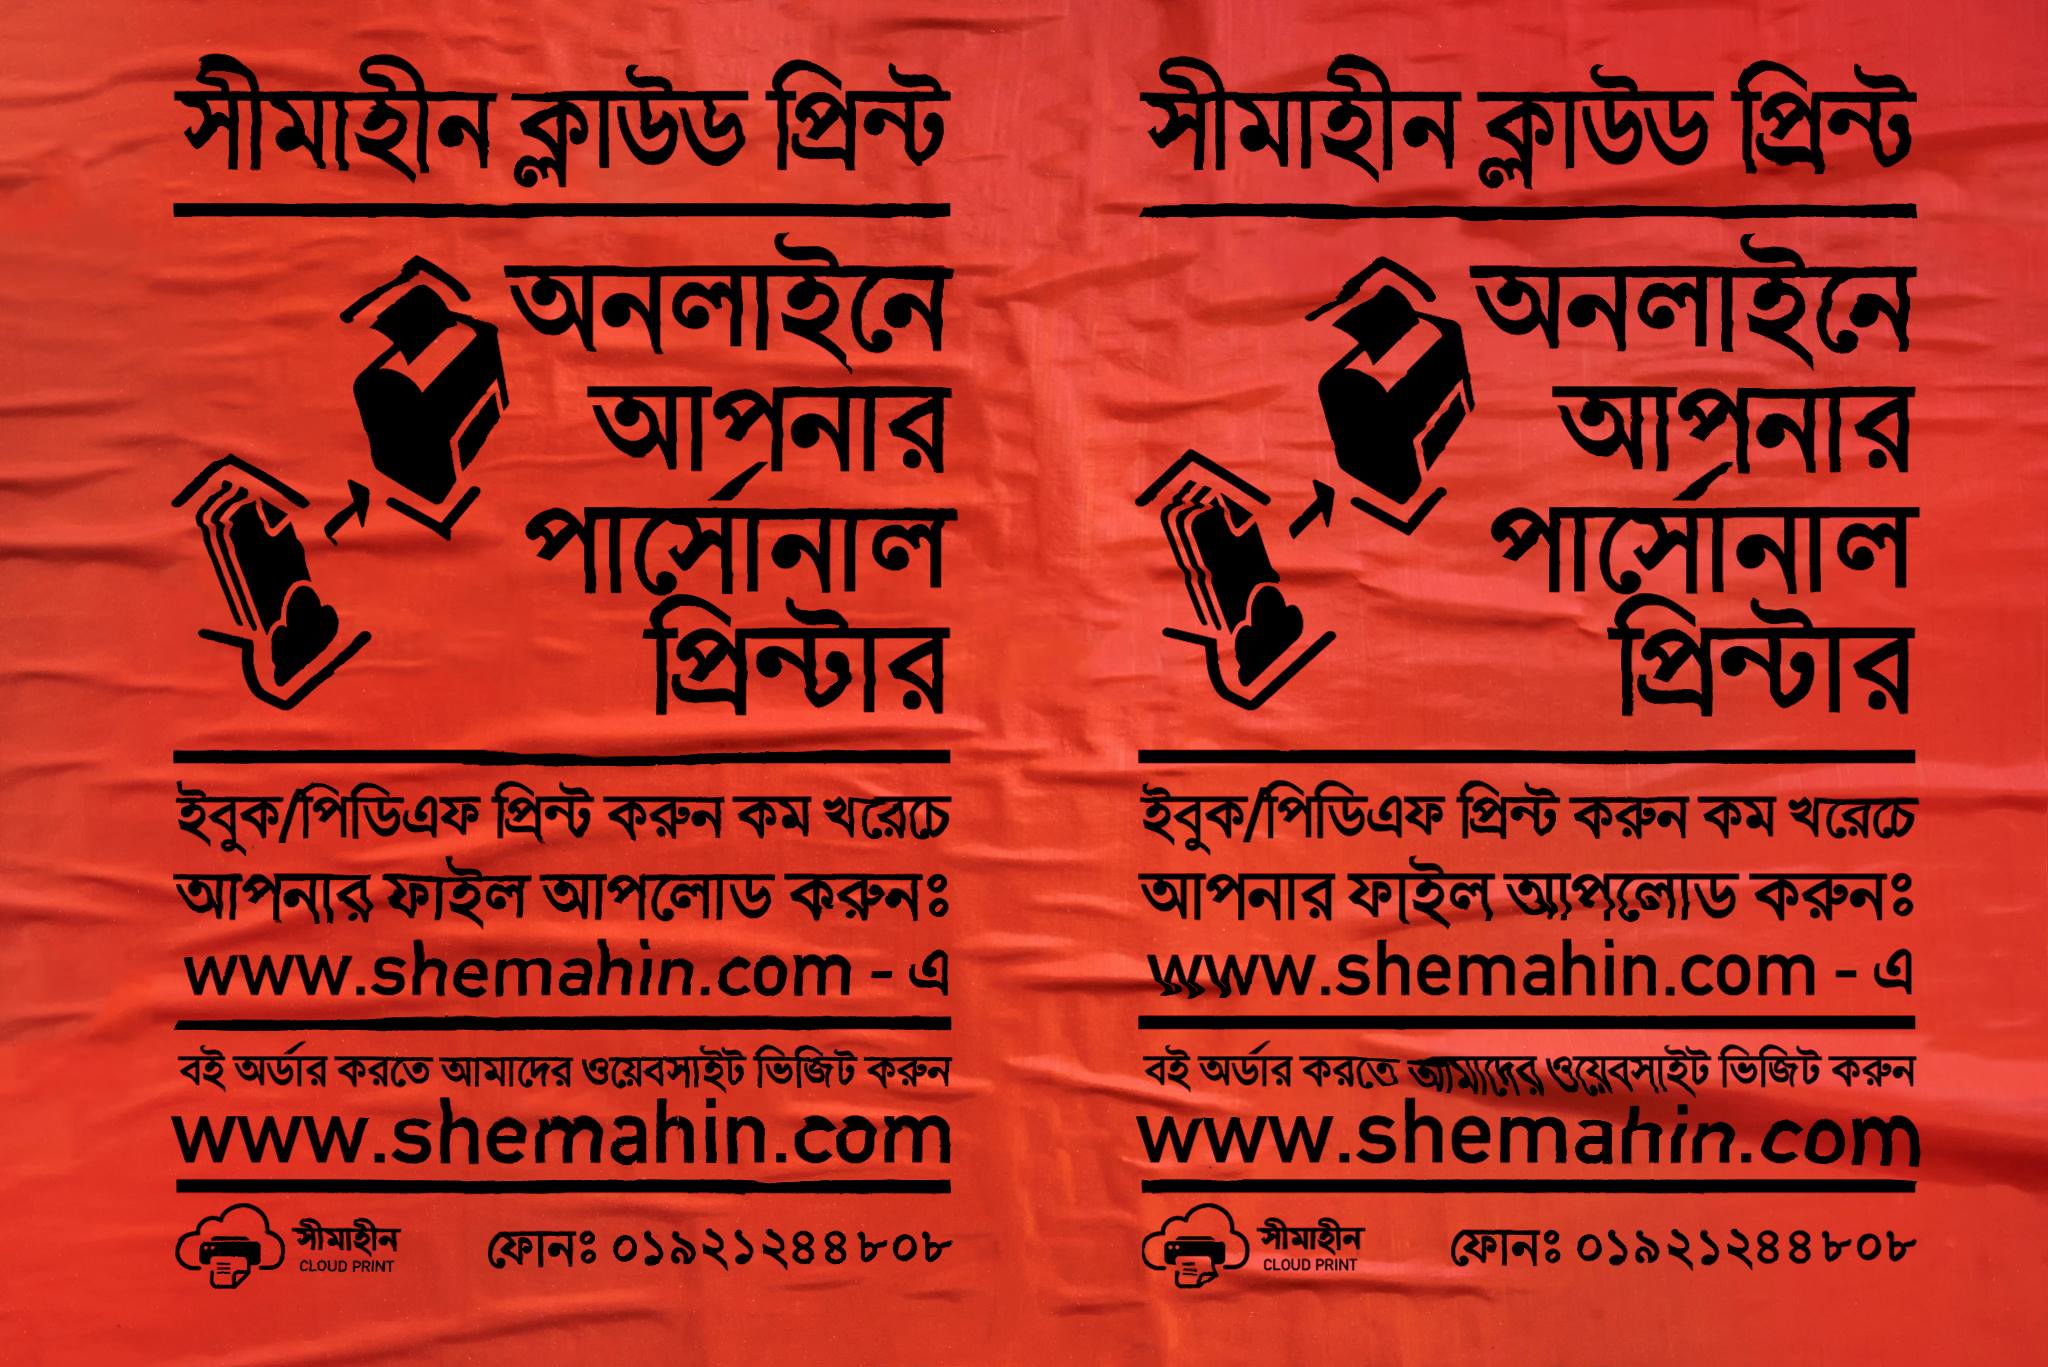 সীমাহীন ক্লাউড প্রিন্ট
অনলাইনে
আপনার
পার্সোনাল
প্রিন্টার
ইবুক/পিডিএফ প্রিন্ট করুন কম খরেচে
আপনার ফাইল আপলোড করুনঃ
www.shemahin.com - এ
বই অর্ডার করতে আমাদের ওয়েবসাইট ভিজিট করুন
www.shemahin.com
সীমাহীন
CLOUD PRINT
ফোনঃ ০১৯২১২৪৪৮০৮
সীমাহীন ক্লাউড প্রিন্ট
অনলাইনে
আপনার
পার্সোনাল
প্রিন্টার
ইবুক/পিডিএফ প্রিন্ট করুন কম খরেচে
আপনার ফাইল আপলোড করুনঃ
www.shemahin.com - এ
বই অর্ডার করতে আমাদের ওয়েবসাইট ভিজিট করুন
www.shemahin.com
সীমাহীন
CLOUD PRINT
ফোনঃ ০১৯২১২৪৪৮০৮